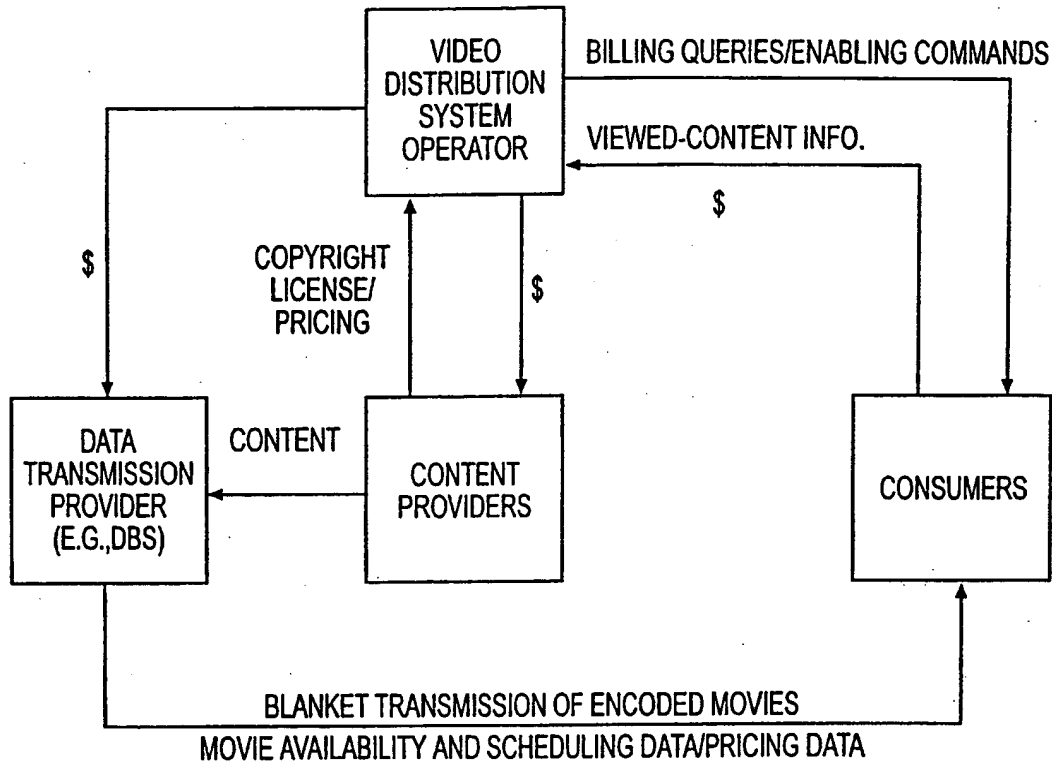 VIDEO
DISTRIBUTION
SYSTEM
OPERATOR
BILLING QUERIES/ENABLING COMMANDS
VIEWED-CONTENT INFO.
$
$
COPYRIGHT
LICENSE/
PRICING
$
DATA
TRANSMISSION
PROVIDER
(E.G.,DBS)
CONTENT
CONTENT
PROVIDERS
CONSUMERS
BLANKET TRANSMISSION OF ENCODED MOVIES
MOVIE AVAILABILITY AND SCHEDULING DATA/PRICING DATA